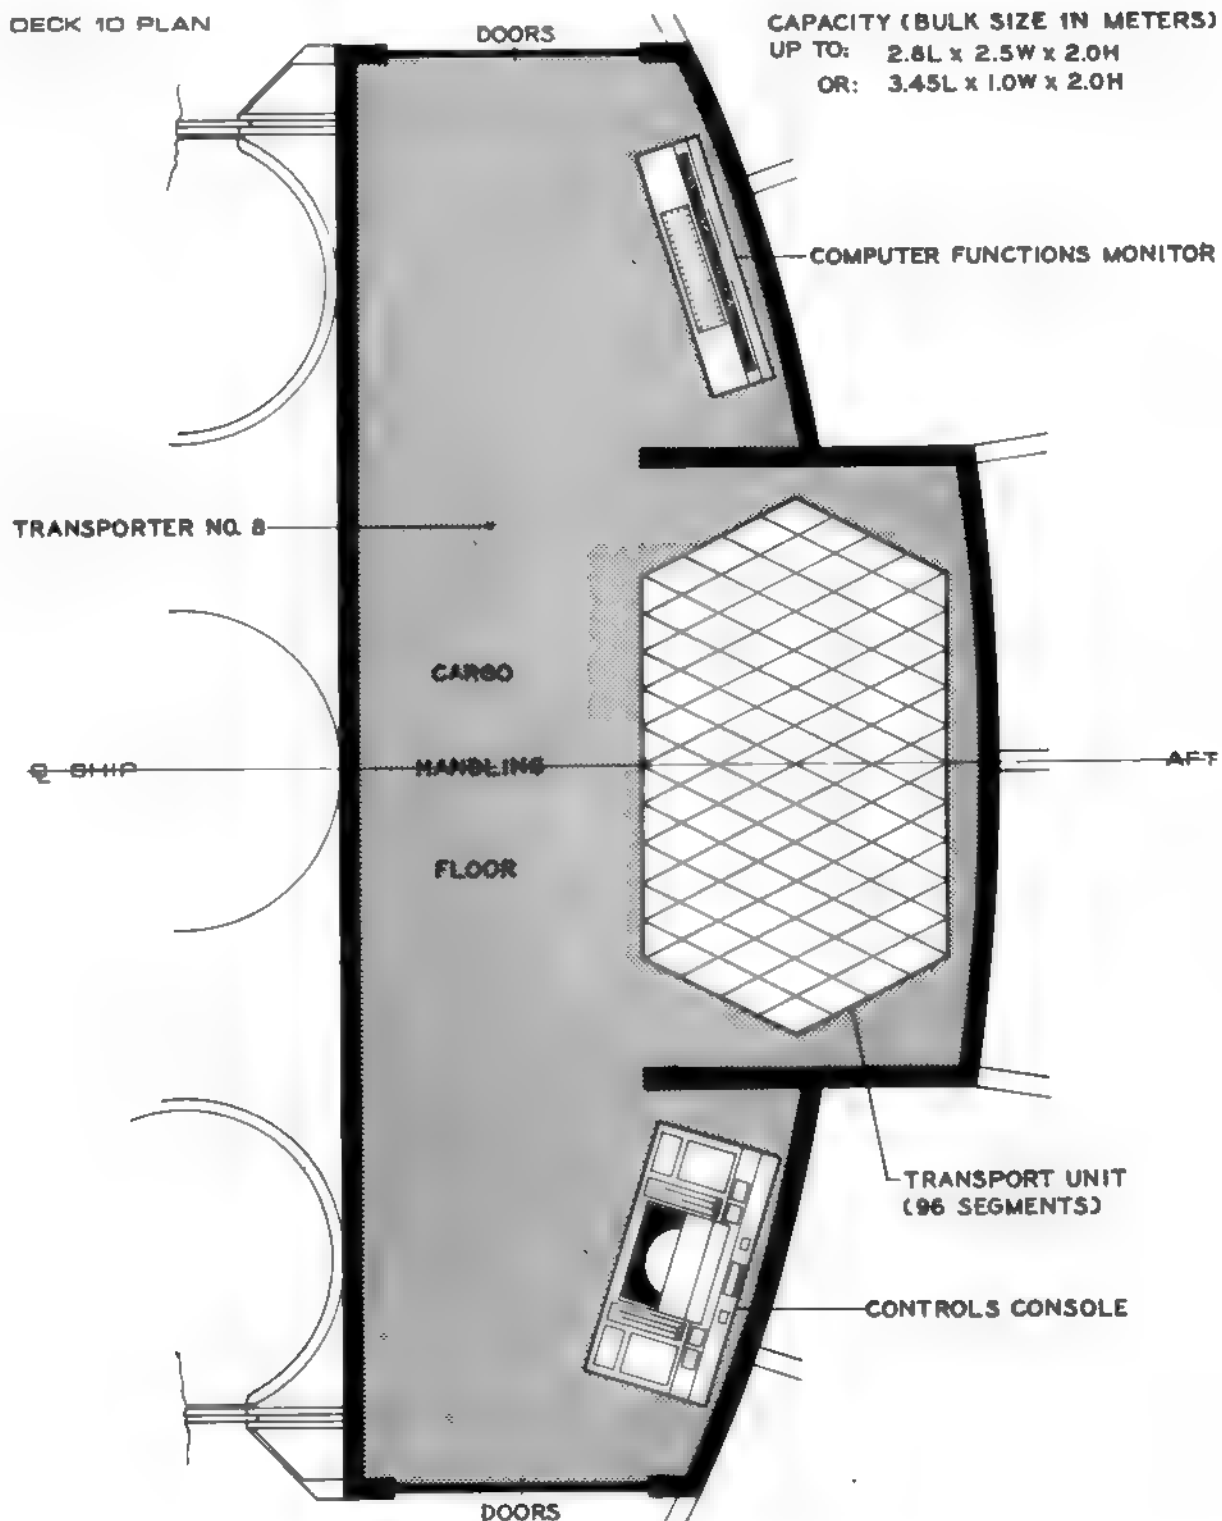 DECK 10 PLAN
DOORS
CAPACITY (BULK SIZE IN METERS)
UP TO: 2.8L x 2.5W x 2.0H
OR: 3.45L x 1.0W x 2.0H
COMPUTER FUNCTIONS MONITOR
TRANSPORTER NO. 8
CARGO
HANDLING
FLOOR
℄ SHIP
AFT
TRANSPORT UNIT
(96 SEGMENTS)
CONTROLS CONSOLE
DOORS